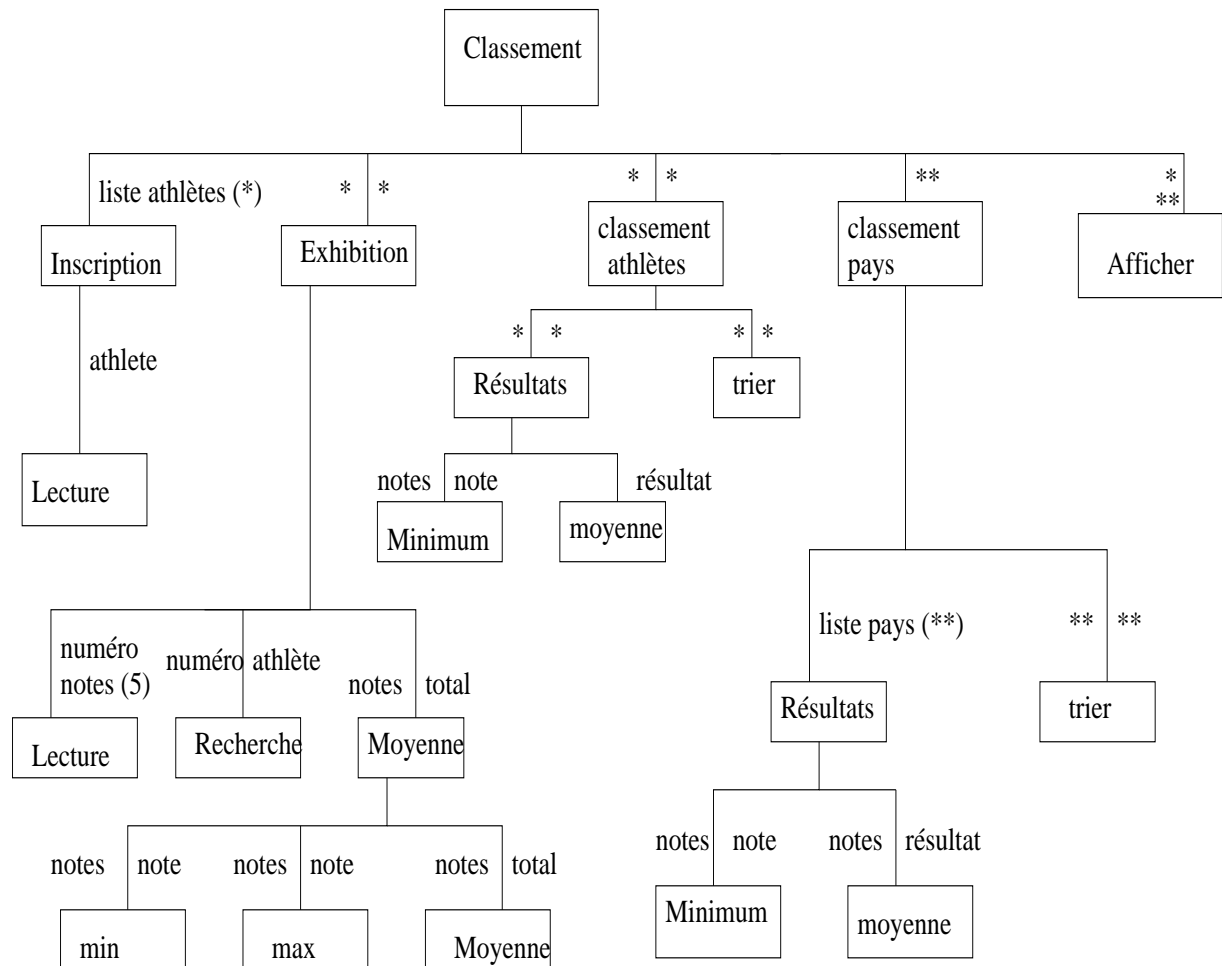 Classement
* * * * ** *
liste athlètes (*) * * **
Inscription
Exhibition
classement
athlètes
classement
pays
Afficher
athlete
* * * *
Résultats
trier
Lecture
notes note résultat
Minimum
moyenne
numéro
notes (5)
numéro athlète
notes total
liste pays (**)
** **
Lecture
Recherche
Moyenne
Résultats
trier
notes note notes note notes total
notes note notes résultat
min
max
Moyenne
Minimum
moyenne